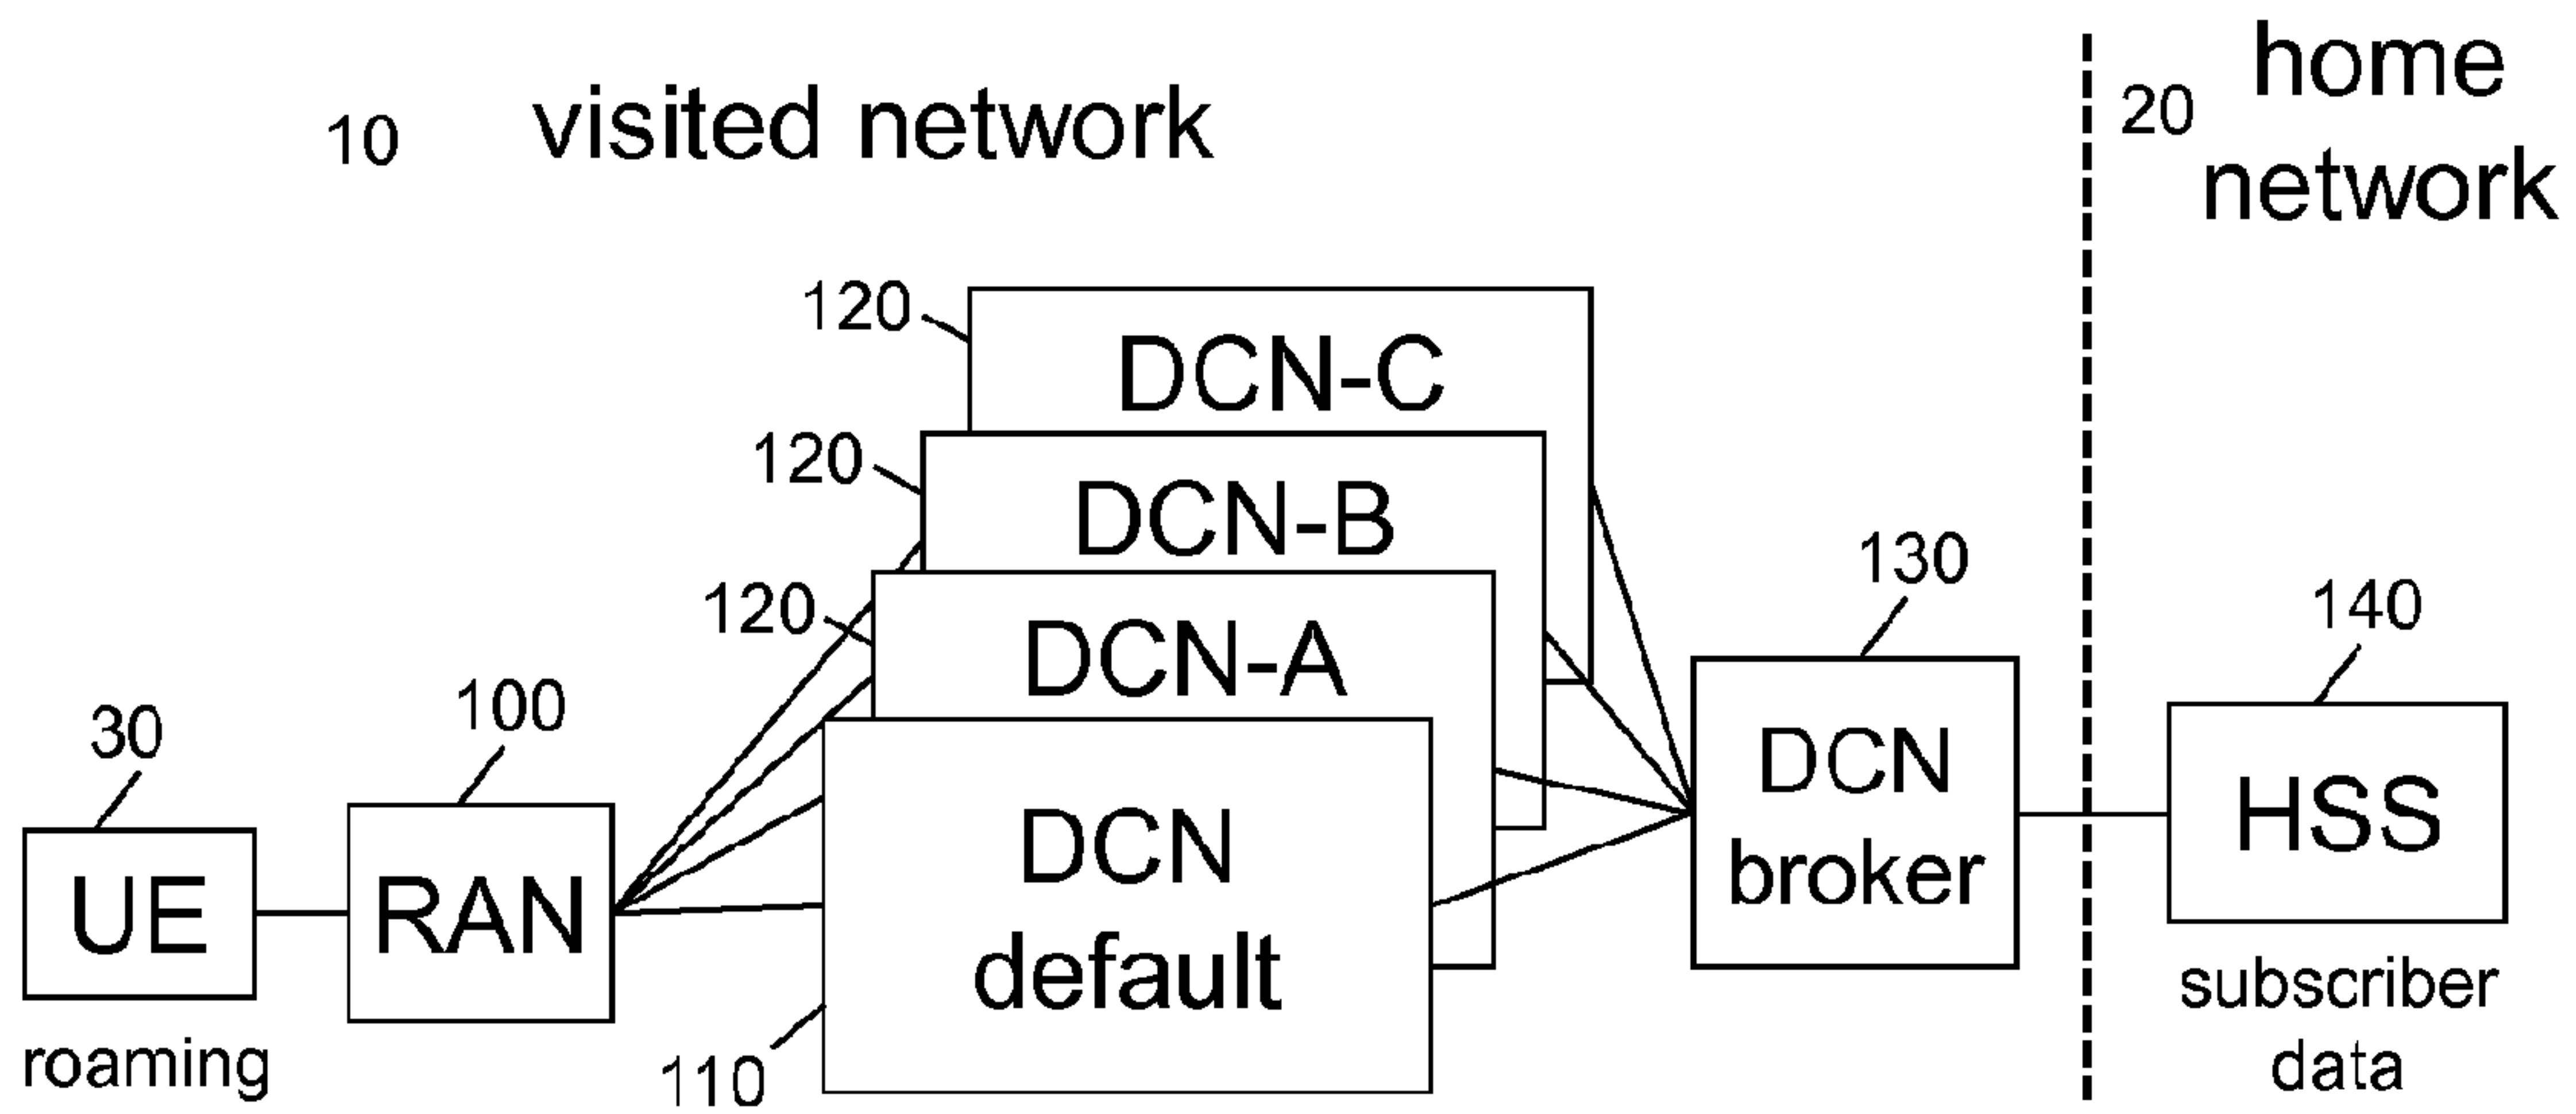 10 visited network
20 home
network
120
DCN-C
120
DCN-B
120
DCN-A
130
140
30
100
UE
RAN
DCN
default
DCN
broker
HSS
roaming
110
subscriber
data